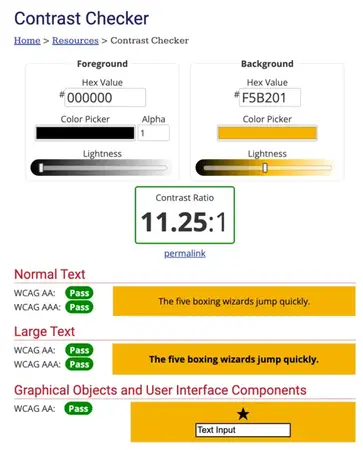 Contrast Checker
Home > Resources > Contrast Checker
Foreground
Hex Value
#000000
Color Picker Alpha
1
Lightness
Background
Hex Value
#F5B201
Color Picker
Lightness
Contrast Ratio
11.25:1
permalink
Normal Text
WCAG AA: Pass
WCAG AAA: Pass
The five boxing wizards jump quickly.
Large Text
WCAG AA: Pass
WCAG AAA: Pass
The five boxing wizards jump quickly.
Graphical Objects and User Interface Components
WCAG AA: Pass
Text Input